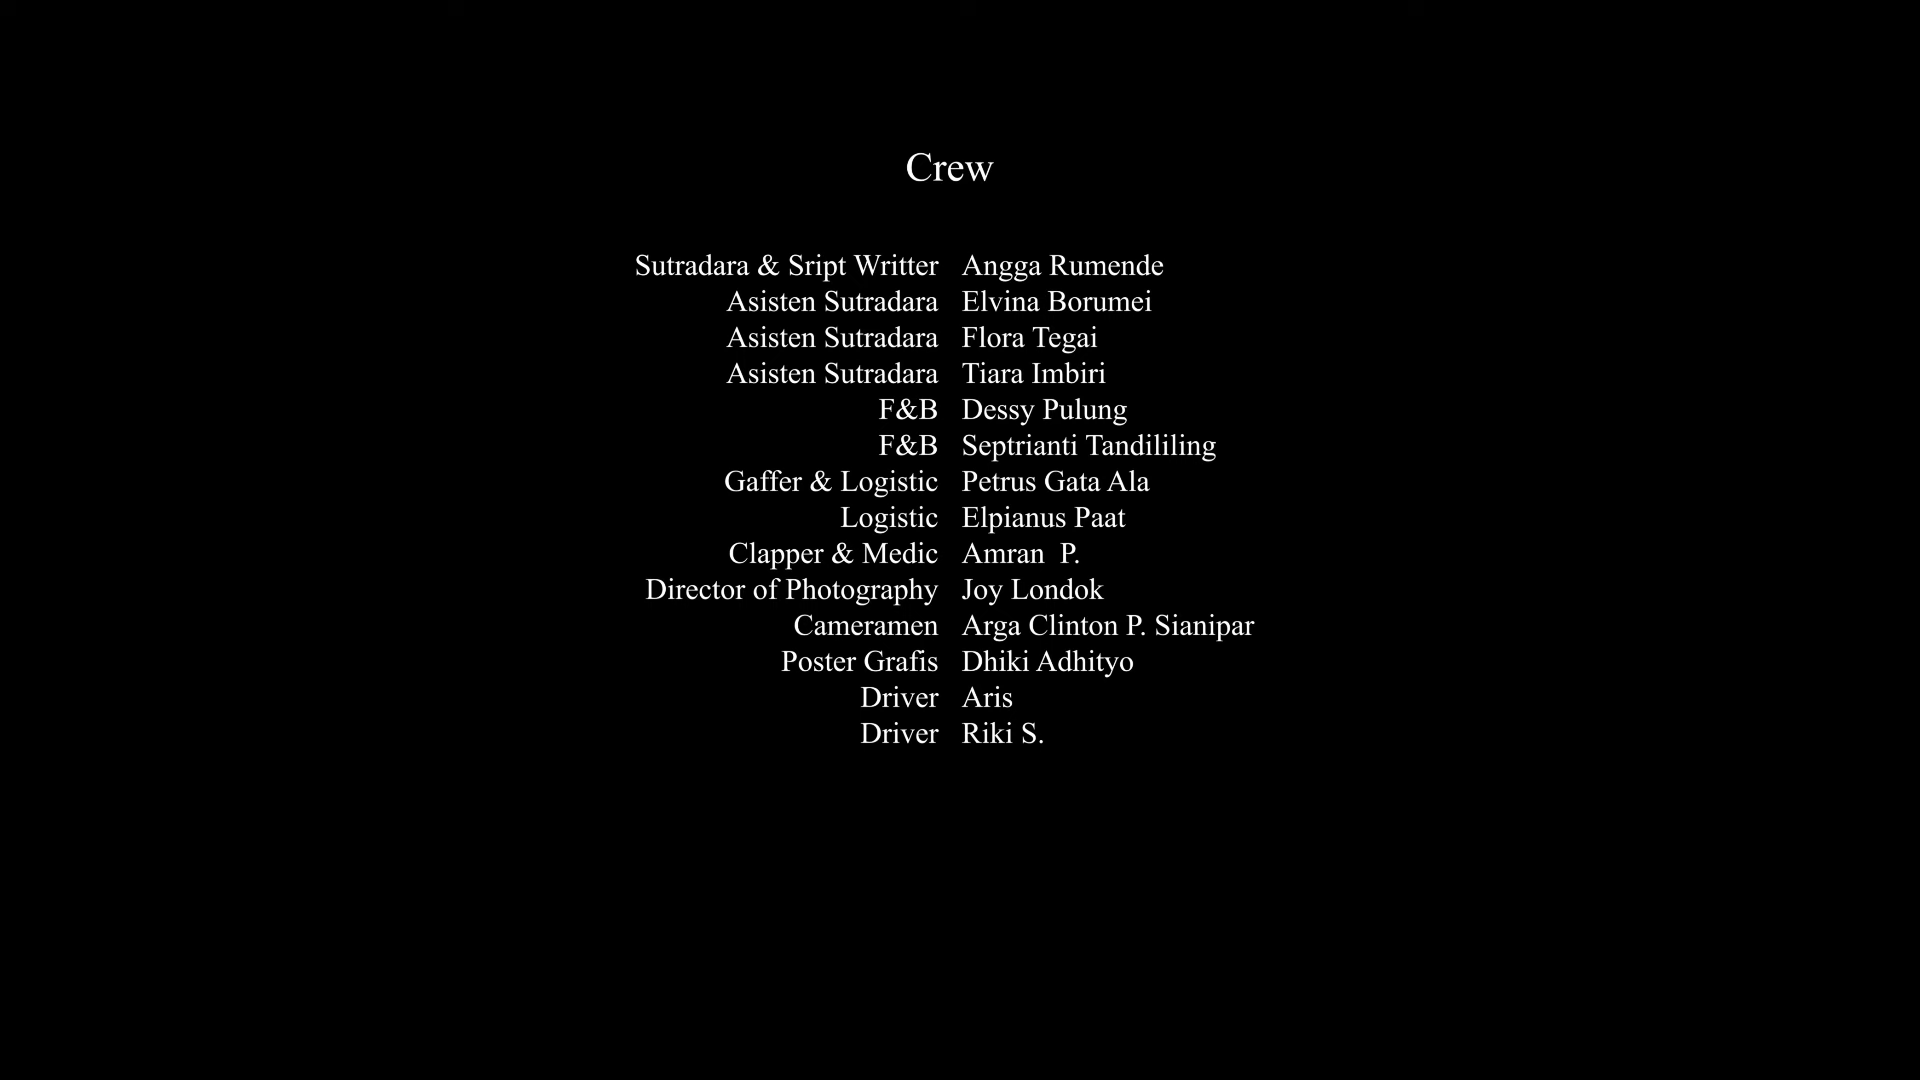 Crew
Sutradara & Sript Writter Angga Rumende
Asisten Sutradara Elvina Borumei
Asisten Sutradara Flora Tegai
Asisten Sutradara Tiara Imbiri
F&B Dessy Pulung
F&B Septrianti Tandililing
Gaffer & Logistic Petrus Gata Ala
Logistic Elpianus Paat
Clapper & Medic Amran  P.
Director of Photography Joy Londok
Cameramen Arga Clinton P. Sianipar
Poster Grafis Dhiki Adhityo
Driver Aris
Driver Riki S.